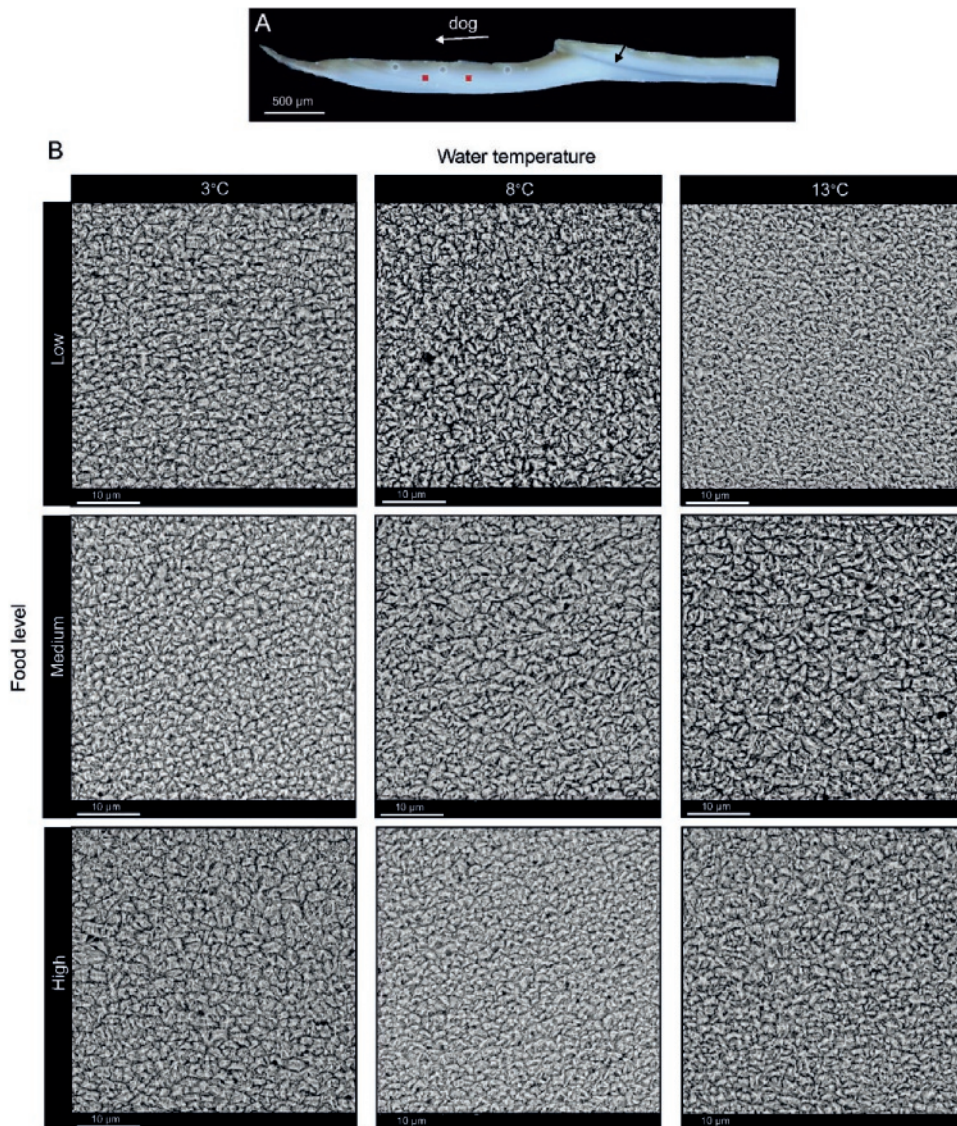 A
dog
500 µm
B
Water temperature
3°C 8°C 13°C
Low
10 µm 10 µm 10 µm
Food level
Medium
10 µm 10 µm 10 µm
High
10 µm 10 µm 10 µm